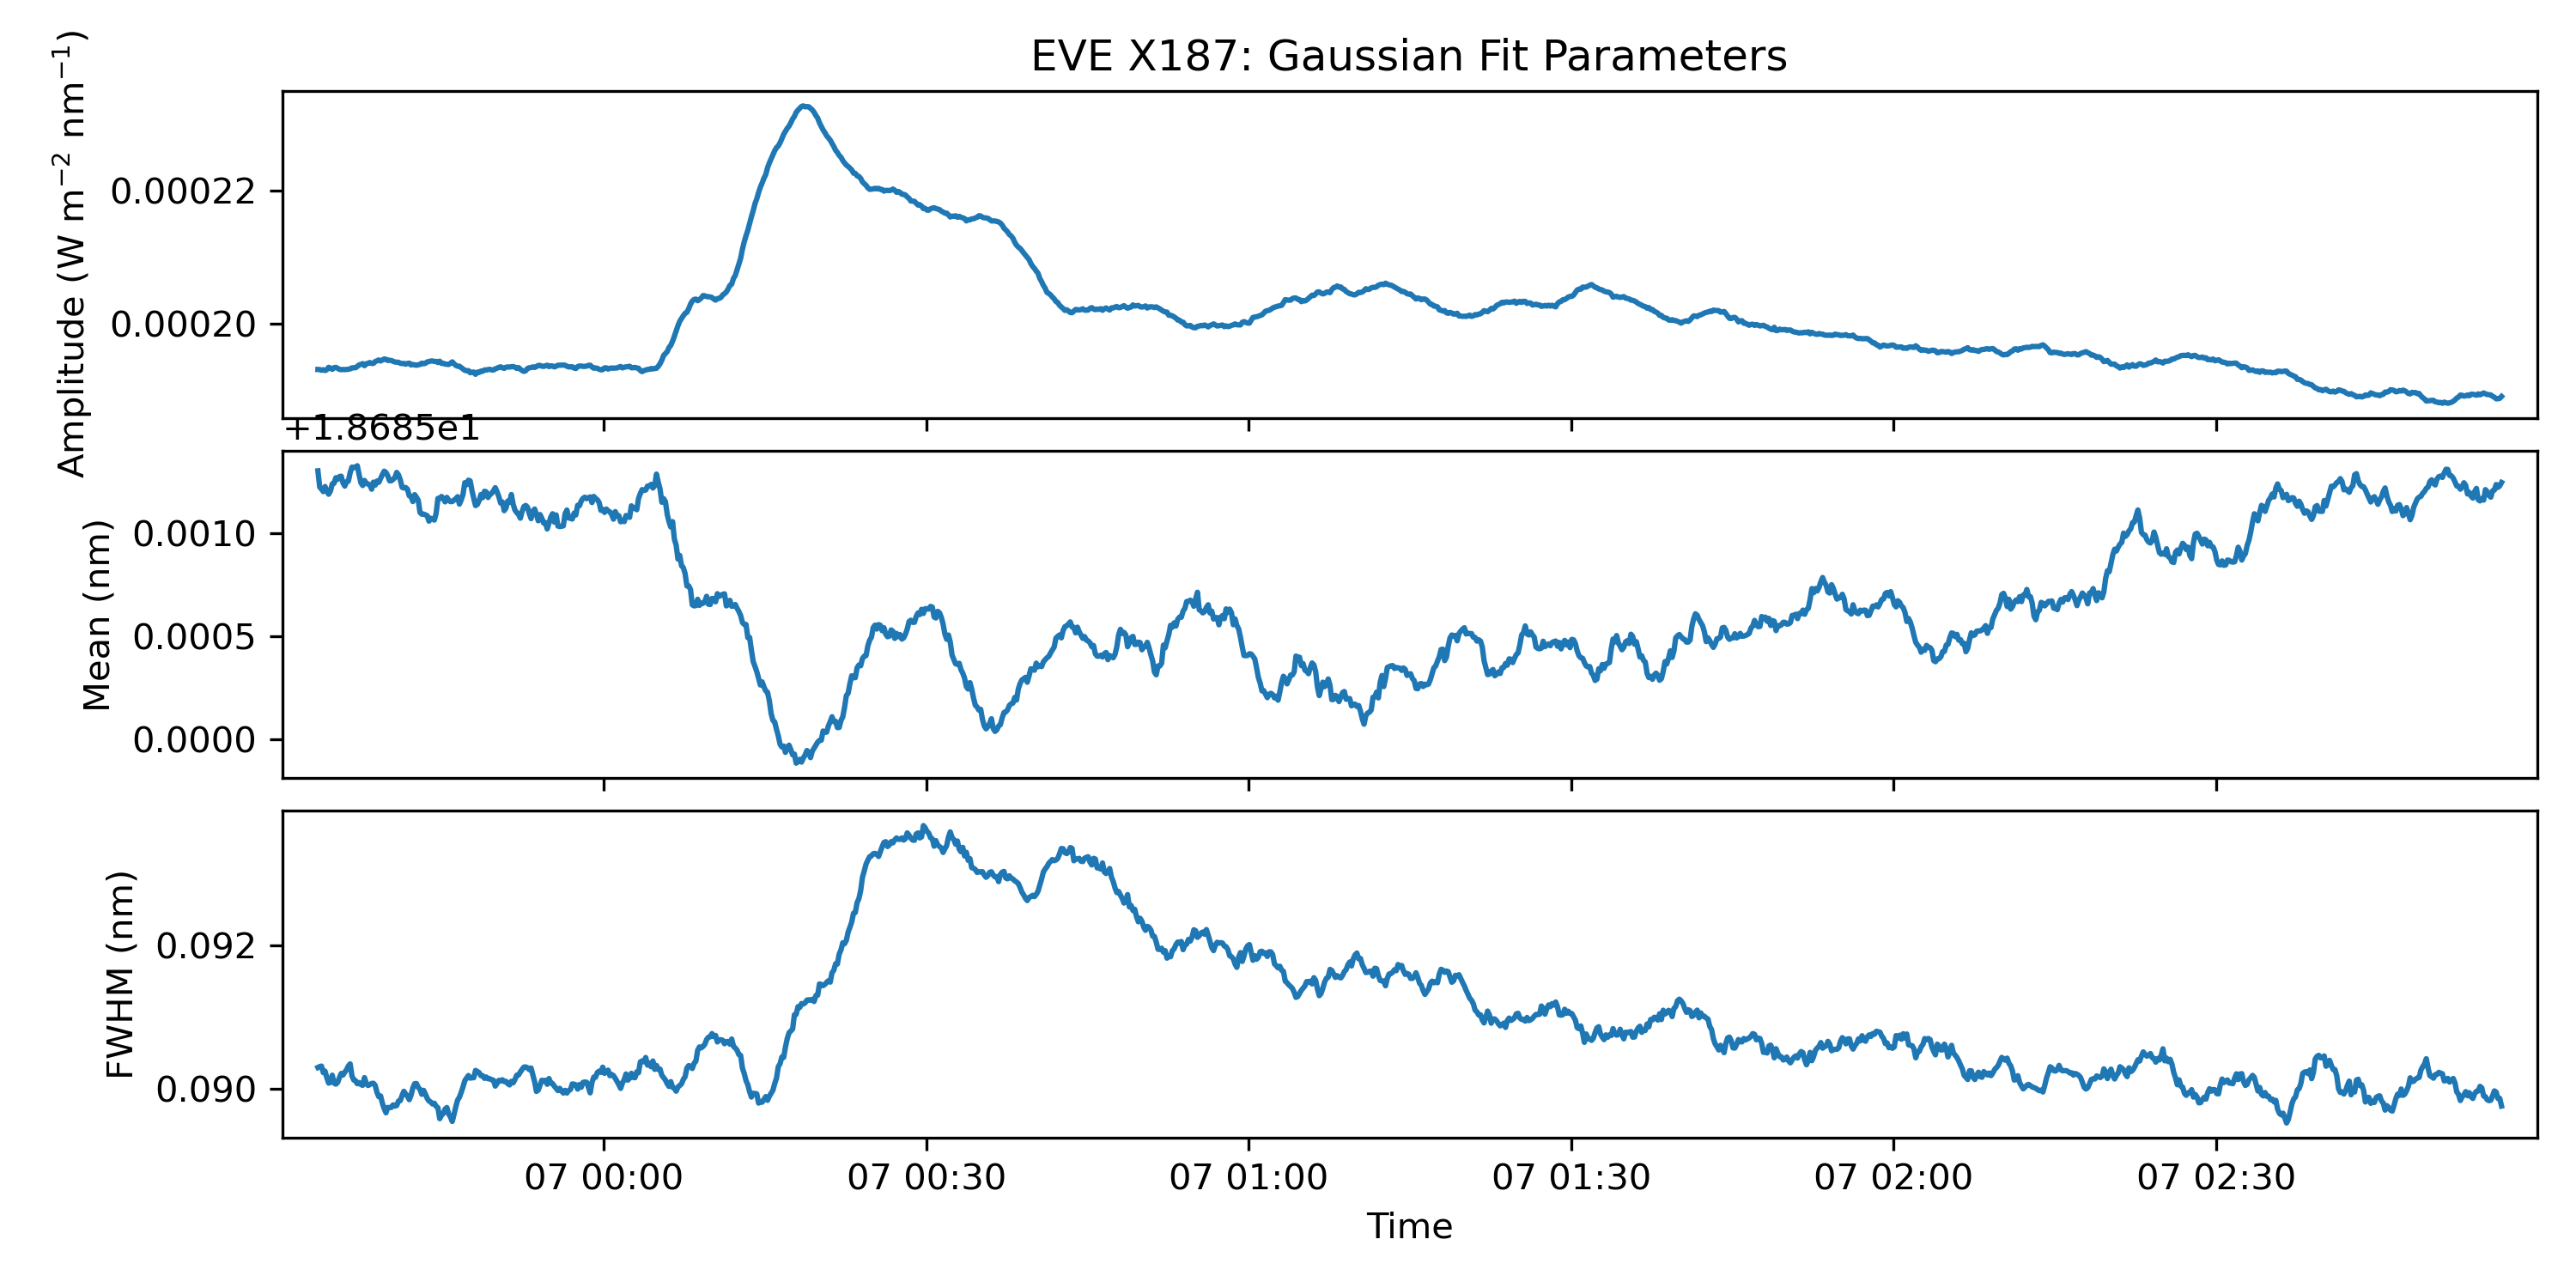 EVE X187: Gaussian Fit Parameters
Amplitude (W m⁻² nm⁻¹)
0.00022
0.00020
+1.8685e1
Mean (nm)
0.0010
0.0005
0.0000
FWHM (nm)
0.092
0.090
07 00:00 07 00:30 07 01:00 07 01:30 07 02:00 07 02:30
Time